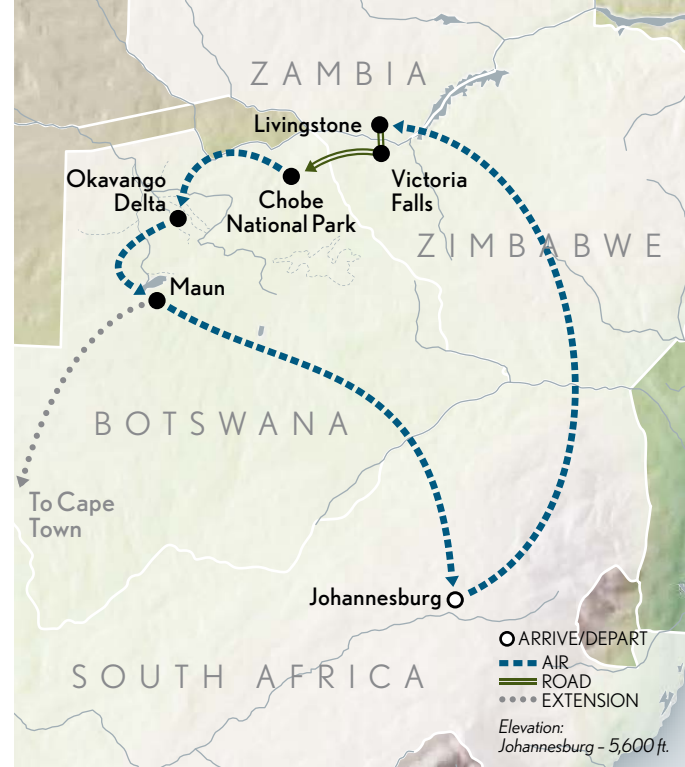 ZAMBIA
Livingstone
Okavango
Delta
Chobe
National Park
Victoria
Falls
ZIMBABWE
Maun
BOTSWANA
To Cape
Town
Johannesburg
ARRIVE/DEPART
AIR
ROAD
EXTENSION
SOUTH AFRICA
Elevation:
Johannesburg – 5,600 ft.